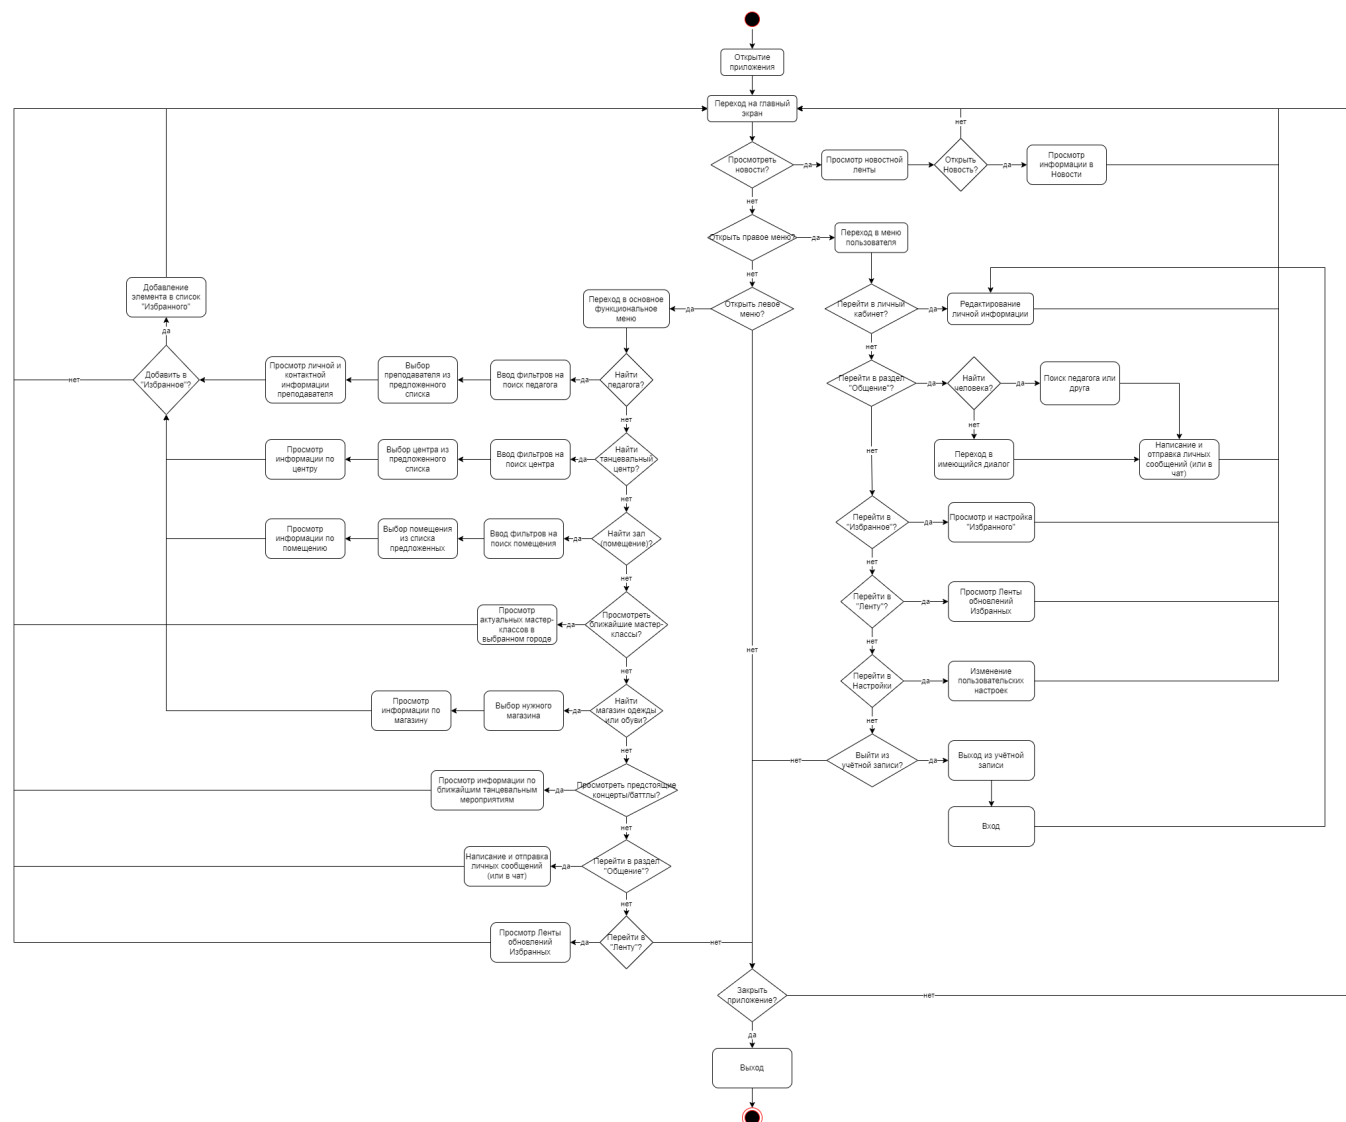 Открытие
приложения
Переход на главный
экран
нет
Просмотреть
новости?
да
Просмотр новостной
ленты
Открыть
Новость?
да
Просмотр
информации в
Новости
нет
Открыть правое меню?
да
Переход в меню
пользователя
нет
Добавление
элемента в список
"Избранного"
Переход в основное
функциональное
меню
да
Открыть левое
меню?
Перейти в личный
кабинет?
да
Редактирование
личной информации
да
нет
нет
Добавить в
"Избранное"?
Просмотр личной и
контактной
информации
преподавателя
Выбор
преподавателя из
предложенного
списка
Ввод фильтров на
поиск педагога
да
Найти
педагога?
Перейти в раздел
"Общение"?
да
Найти
человека?
да
Поиск педагога или
друга
нет
нет
нет
Просмотр
информации по
центру
Выбор центра из
предложенного
списка
Ввод фильтров на
поиск центра
да
Найти
танцевальный
центр?
нет
Переход в
имеющийся диалог
Написание и
отправка личных
сообщений (или в
чат)
нет
Просмотр
информации по
помещению
Выбор помещения
из списка
предложенных
Ввод фильтров на
поиск помещения
да
Найти зал
(помещение)?
Перейти в
"Избранное"?
да
Просмотр и настройка
"Избранного"
нет
нет
Просмотр
актуальных мастер-
классов в
выбранном городе
да
Просмотреть
ближайшие мастер-
классы?
Перейти в
"Ленту"?
да
Просмотр Ленты
обновлений
Избранных
нет
нет
нет
Просмотр
информации по
магазину
Выбор нужного
магазина
да
Найти
магазин одежды
или обуви?
Перейти в
Настройки
да
Изменение
пользовательских
настроек
нет
нет
Просмотр информации по
ближайшим танцевальным
мероприятиям
да
Просмотреть предстоящие
концерты/баттлы?
нет
Выйти из
учётной записи?
да
Выход из учётной
записи
нет
Вход
Написание и отправка
личных сообщений
(или в чат)
да
Перейти в раздел
"Общение"?
нет
Просмотр Ленты
обновлений
Избранных
да
Перейти в
"Ленту"?
нет
Закрыть
приложение?
нет
да
Выход